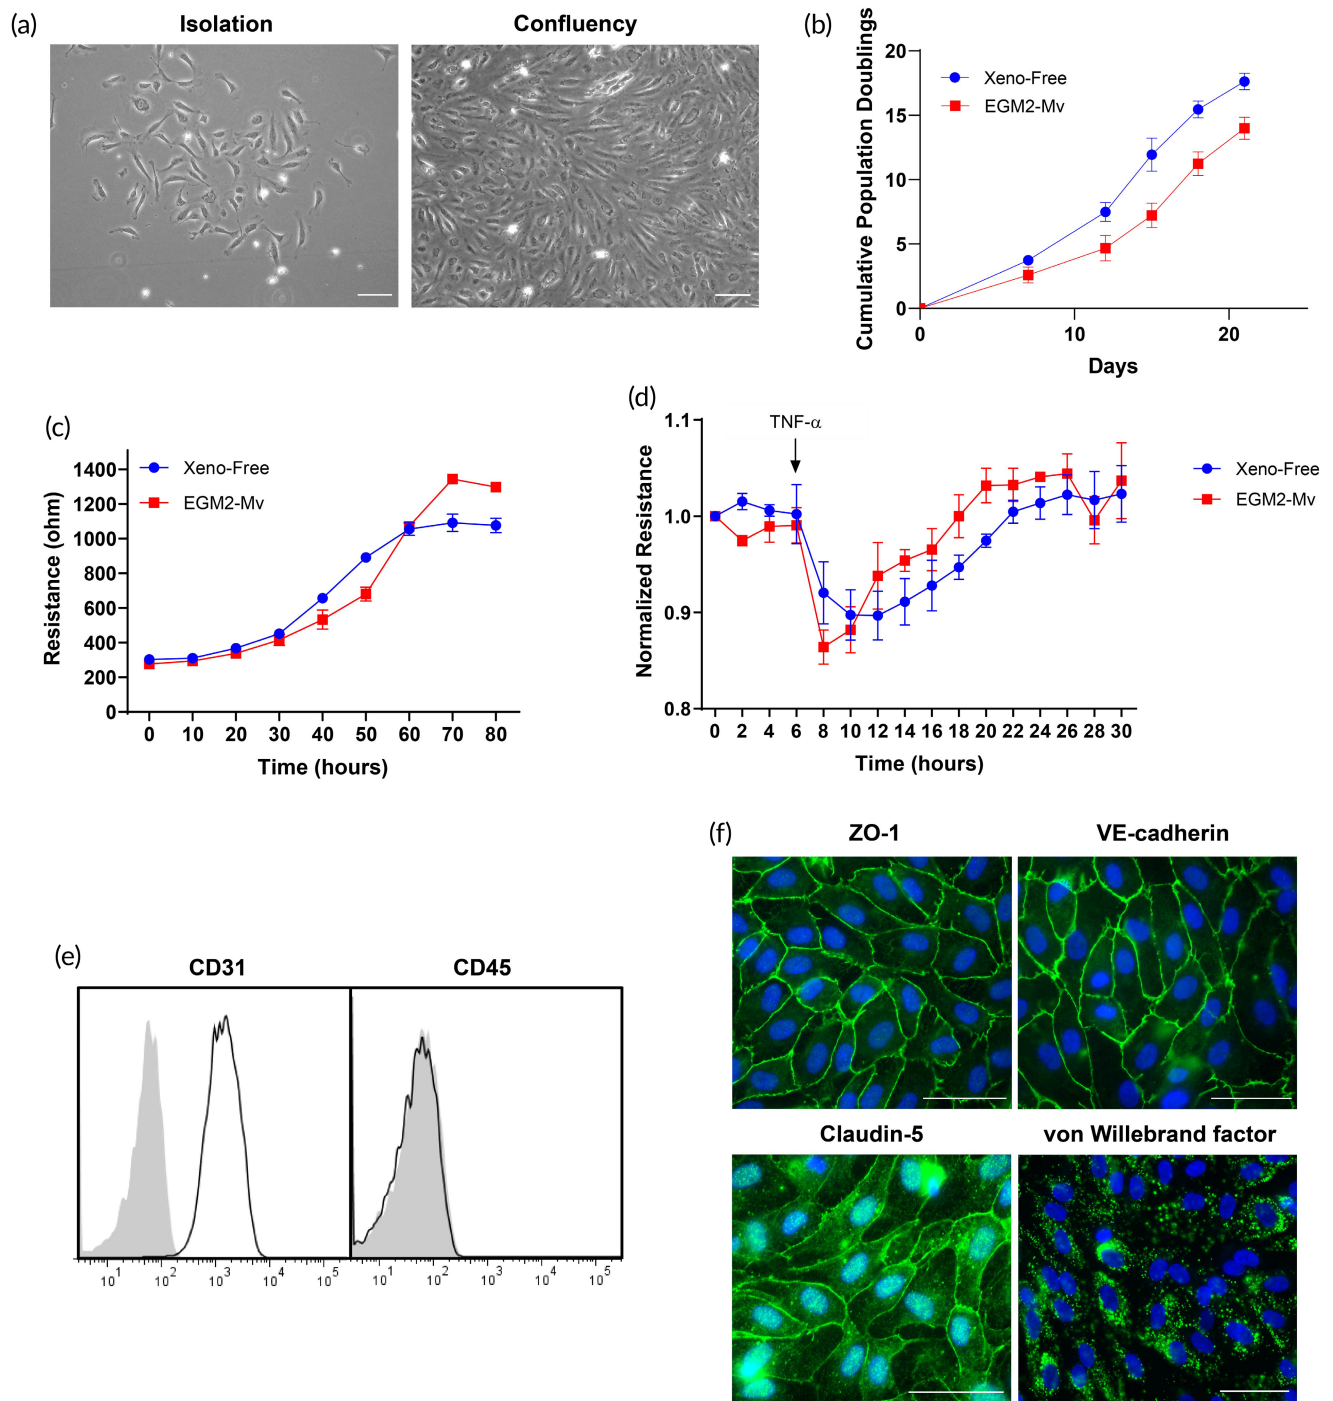 (a)
Isolation
Confluency
(b)
Cumulative Population Doublings
20
15
10
5
0
Xeno-Free
EGM2-Mv
0
10
20
Days
(c)
Resistance (ohm)
1400
1200
1000
800
600
400
200
0
Xeno-Free
EGM2-Mv
0 10 20 30 40 50 60 70 80
Time (hours)
(d)
Normalized Resistance
1.1
1.0
0.9
0.8
TNF-α
Xeno-Free
EGM2-Mv
0 2 4 6 8 10 12 14 16 18 20 22 24 26 28 30
Time (hours)
(e)
CD31
CD45
10¹ 10² 10³ 10⁴ 10⁵
10¹ 10² 10³ 10⁴ 10⁵
(f)
ZO-1
VE-cadherin
Claudin-5
von Willebrand factor